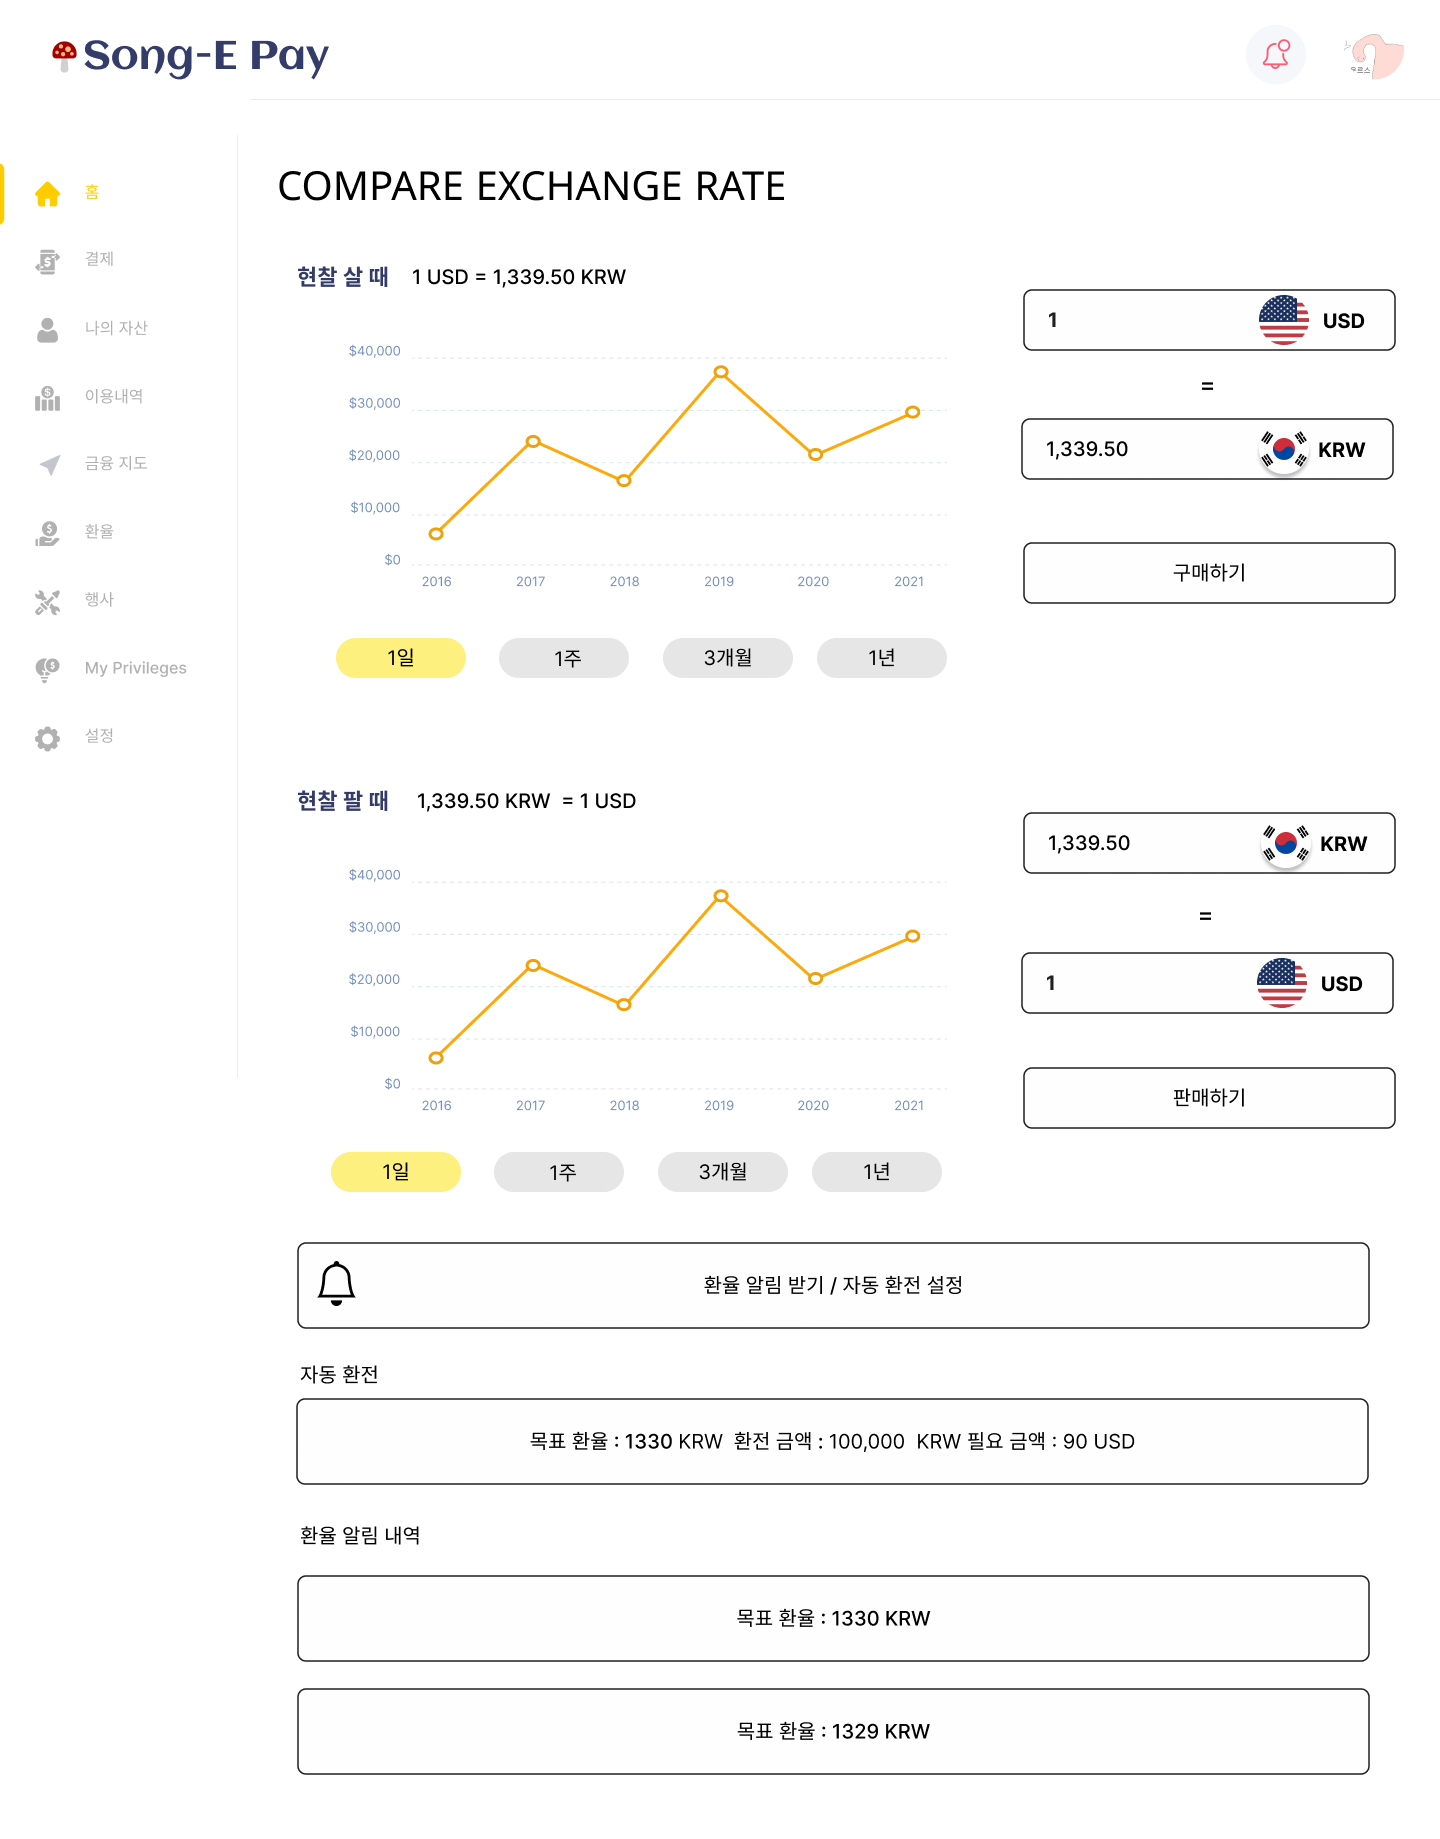 Song-E Pay
우르스
홈
결제
나의 자산
이용내역
금융 지도
환율
행사
My Privileges
설정
COMPARE EXCHANGE RATE
현찰 살 때 1 USD = 1,339.50 KRW
$40,000
$30,000
$20,000
$10,000
$0
2016 2017 2018 2019 2020 2021
1일 1주 3개월 1년
1 USD
=
1,339.50 KRW
구매하기
현찰 팔 때 1,339.50 KRW = 1 USD
$40,000
$30,000
$20,000
$10,000
$0
2016 2017 2018 2019 2020 2021
1일 1주 3개월 1년
1,339.50 KRW
=
1 USD
판매하기
환율 알림 받기 / 자동 환전 설정
자동 환전
목표 환율 : 1330 KRW 환전 금액 : 100,000 KRW 필요 금액 : 90 USD
환율 알림 내역
목표 환율 : 1330 KRW
목표 환율 : 1329 KRW